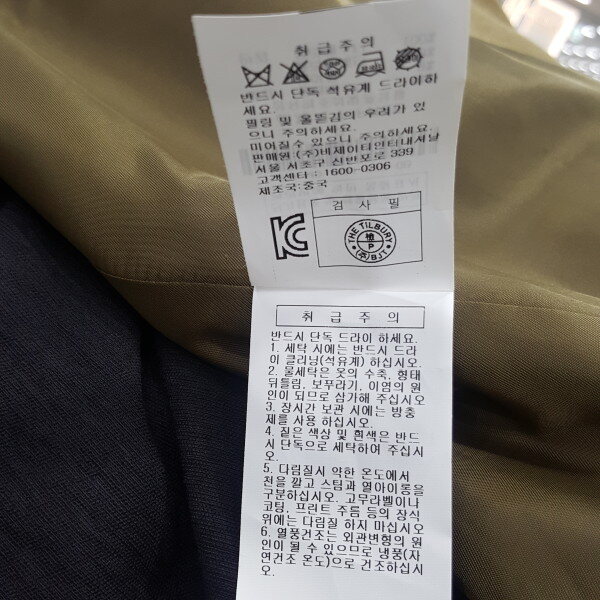 취급주의
반드시 단독 석유계 드라이하
세요.
필링 및 올뜯김의 우려가 있
으니 주의하세요.
미어질수 있으니 주의하세요
판매원:(주)비제이티인터내셔날
서울 서초구 신반포로 339
고객센타 : 1600-0306
제조국:중국
검사필
THE TILBURY
P
(주)BJT
취급주의
반드시 단독 드라이 하세요.
1. 세탁 시에는 반드시 드라
이 클리닝(석유계) 하십시오.
2. 물세탁은 옷의 수축, 형태
뒤틀림, 보푸라기, 이염의 원
인이 되므로 삼가해 주십시오
3. 장시간 보관 시에는 방충
제를 사용 하십시오.
4. 짙은 색상 및 흰색은 반드
시 단독으로 세탁하여 주십시
오.
5. 다림질시 약한 온도에서
천을 깔고 스팀과 열아이롱을
구분하십시오. 고무라벨이나
코팅, 프린트 주름 등의 장식
위에는 다림질 하지 마십시오
6. 열풍건조는 외관변형의 원
인이 될 수 있으므로 냉풍(자
연건조 온도)으로 건조하십시
오.